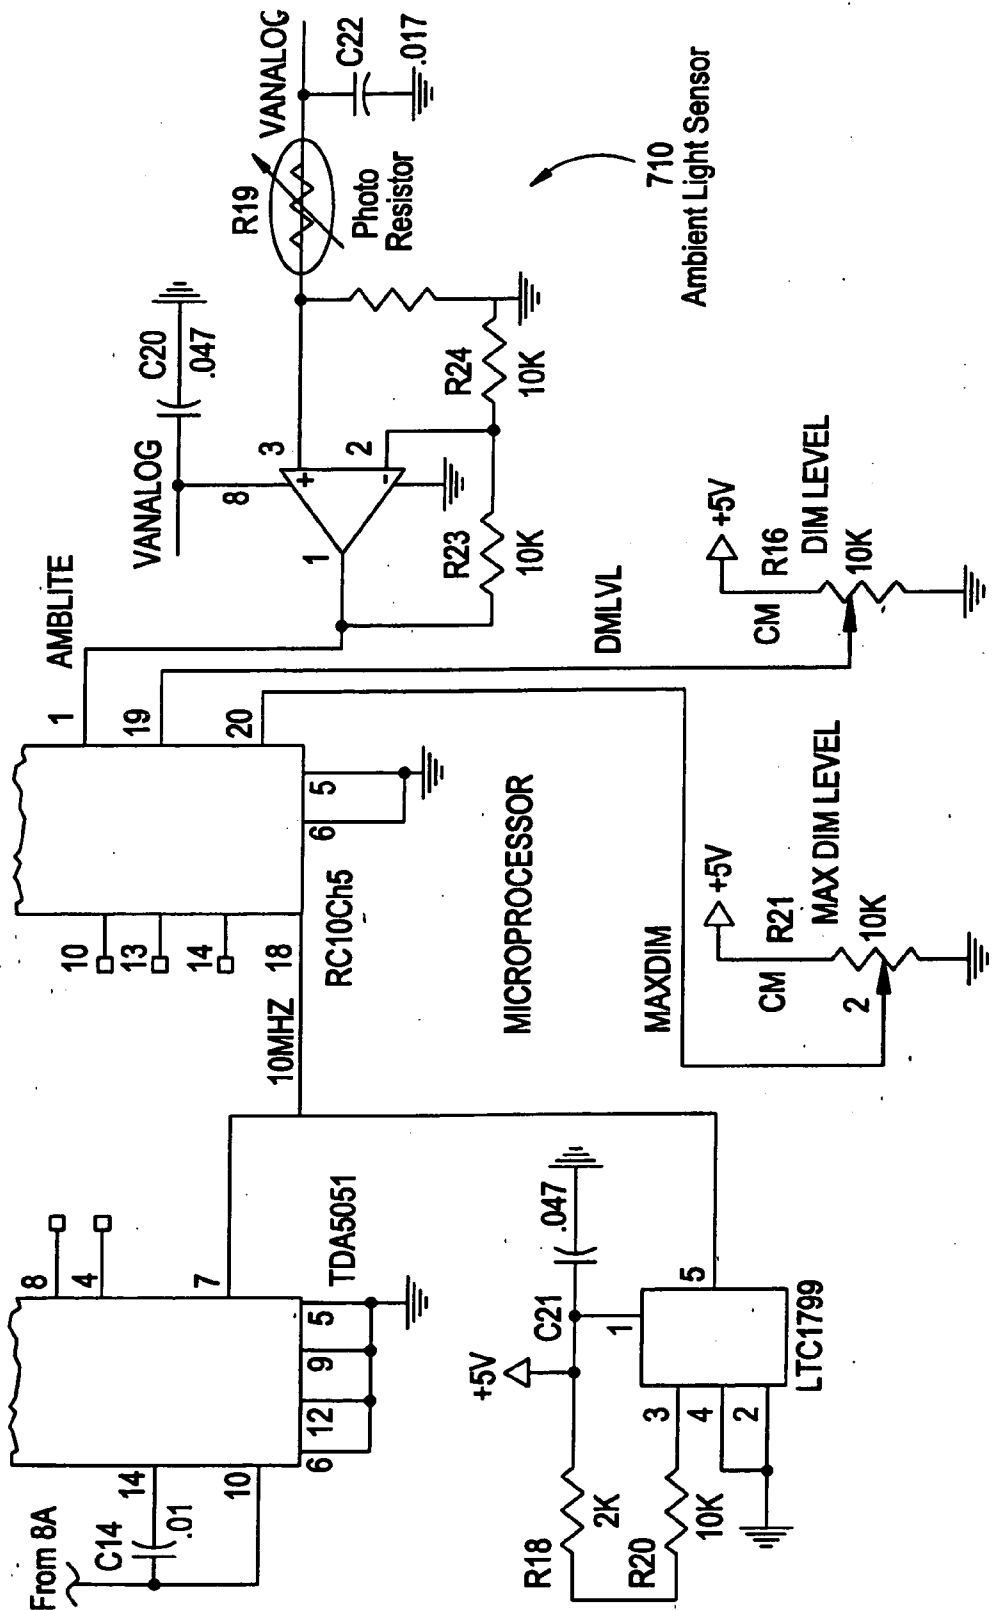 From 8A
C14
.01
14
10
8
4
7
TDA5051
5
9
12
6
10MHZ
10
13
14
18
RC10Ch5
5
6
1
19
20
AMBLITE
MICROPROCESSOR
VANALOG
C20
.047
8
3
2
1
R23
10K
R24
10K
R19
Photo
Resistor
VANALOG
C22
.017
710
Ambient Light Sensor
DMLVL
+5V
R16
DIM LEVEL
CM
10K
MAXDIM
+5V
R21
MAX DIM LEVEL
CM
10K
2
+5V
C21
.047
R18
2K
R20
10K
1
3
4
2
5
LTC1799